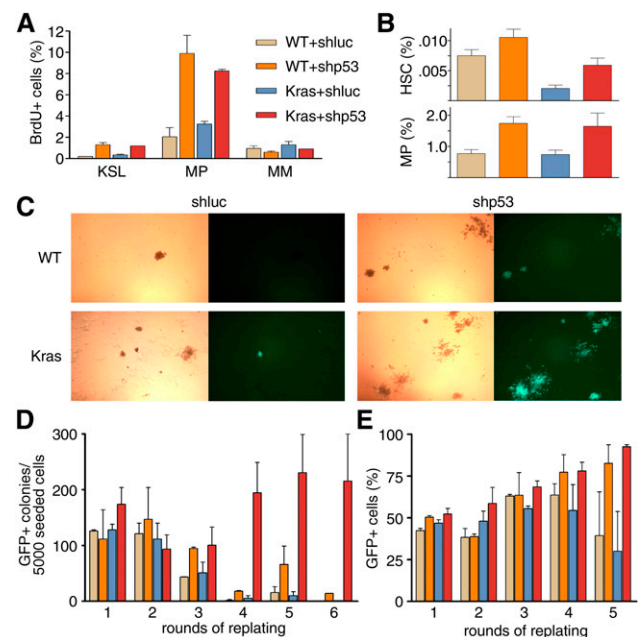 A
BrdU+ cells (%)
12
10
8
6
4
2
0
KSL MP MM
WT+shluc
WT+shp53
Kras+shluc
Kras+shp53
B
HSC (%)
.010
.005
MP (%)
2.0
1.0
C
shluc shp53
WT
Kras
D
GFP+ colonies/
5000 seeded cells
300
200
100
0
1 2 3 4 5 6
rounds of replating
E
GFP+ cells (%)
100
75
50
25
0
1 2 3 4 5
rounds of replating